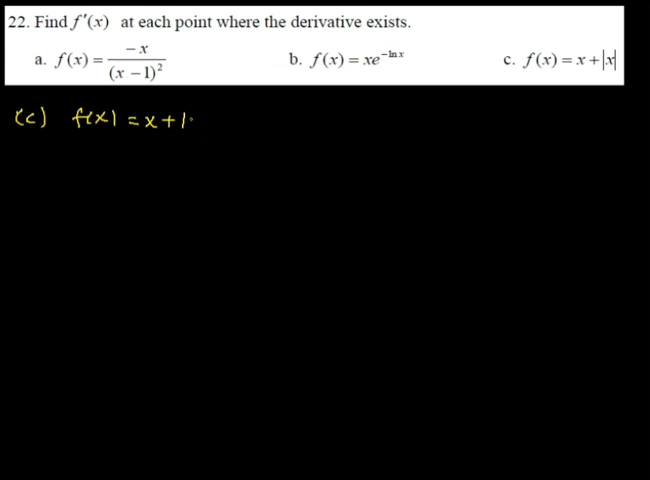 22. Find f'(x) at each point where the derivative exists.
a. f(x) = -x / (x - 1)² b. f(x) = xe^(-ln x) c. f(x) = x + |x|
(c) f(x) = x + |